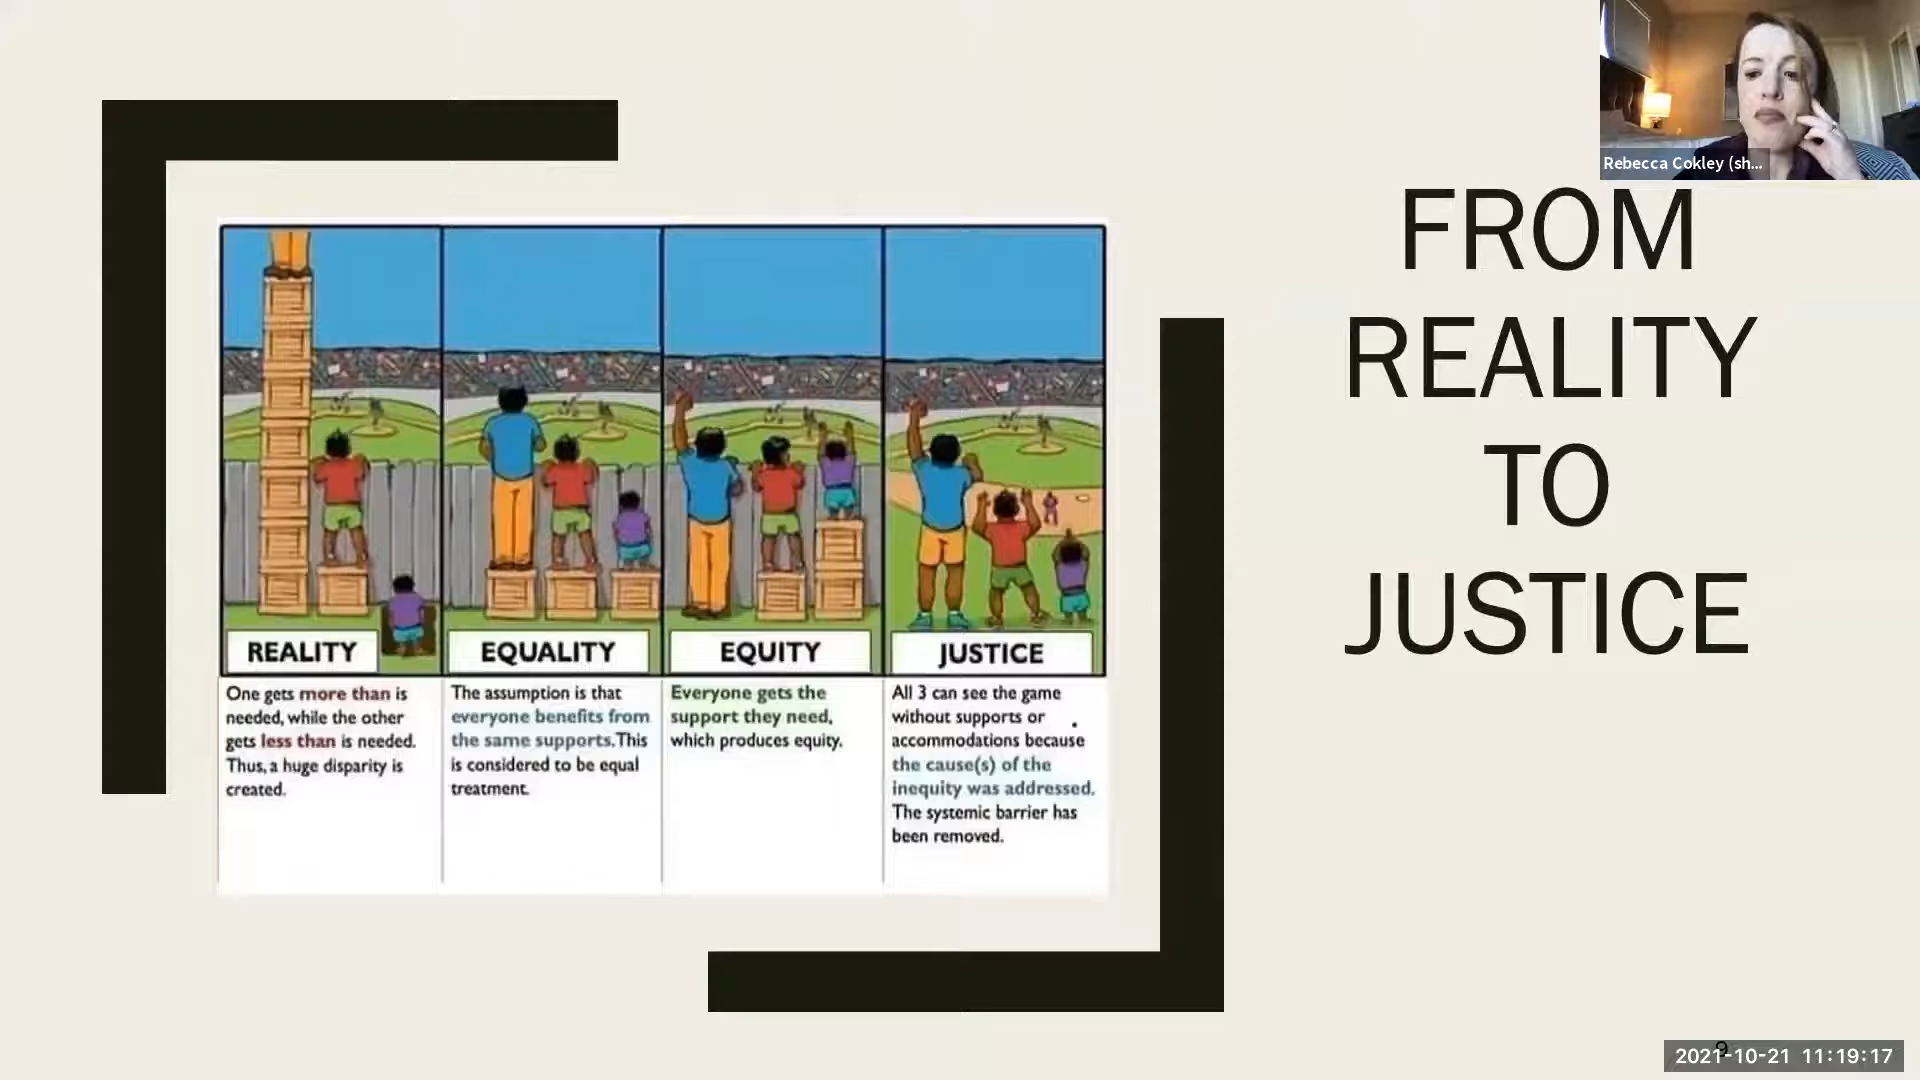 Rebecca Cokley (sh...
FROM
REALITY
TO
JUSTICE
REALITY
EQUALITY
EQUITY
JUSTICE
One gets more than is
needed, while the other
gets less than is needed.
Thus, a huge disparity is
created.
The assumption is that
everyone benefits from
the same supports. This
is considered to be equal
treatment.
Everyone gets the
support they need,
which produces equity.
All 3 can see the game
without supports or
accommodations because
the cause(s) of the
inequity was addressed.
The systemic barrier has
been removed.
9
2021-10-21 11:19:17